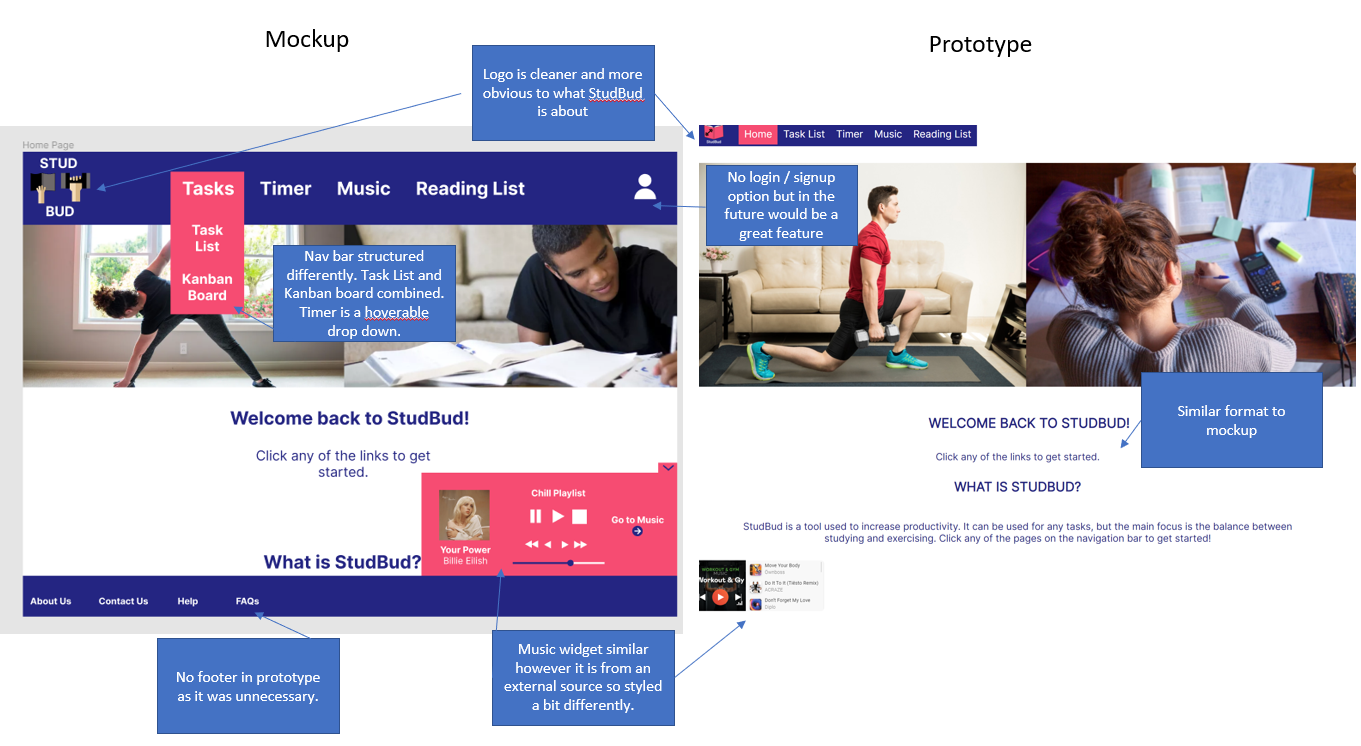 Mockup
Prototype
Logo is cleaner and more
obvious to what StudBud
is about
Home Page
STUD
BUD
Tasks
Timer
Music
Reading List
Task
List
Kanban
Board
Nav bar structured
differently. Task List and
Kanban board combined.
Timer is a hoverable
drop down.
Welcome back to StudBud!
Click any of the links to get
started.
Chill Playlist
Go to Music
Your Power
Billie Eilish
What is StudBud?
About Us
Contact Us
Help
FAQs
No footer in prototype
as it was unnecessary.
Music widget similar
however it is from an
external source so styled
a bit differently.
StudBud
Home
Task List
Timer
Music
Reading List
No login / signup
option but in the
future would be a
great feature
Similar format to
mockup
WELCOME BACK TO STUDBUD!
Click any of the links to get started.
WHAT IS STUDBUD?
StudBud is a tool used to increase productivity. It can be used for any tasks, but the main focus is the balance between
studying and exercising. Click any of the pages on the navigation bar to get started!
WORKOUT & GYM
MUSIC
Workout & Gy
Move Your Body
Dombresa
Do It To It (Tiësto Remix)
ACRAZE
Don't Forget My Love
Diplo